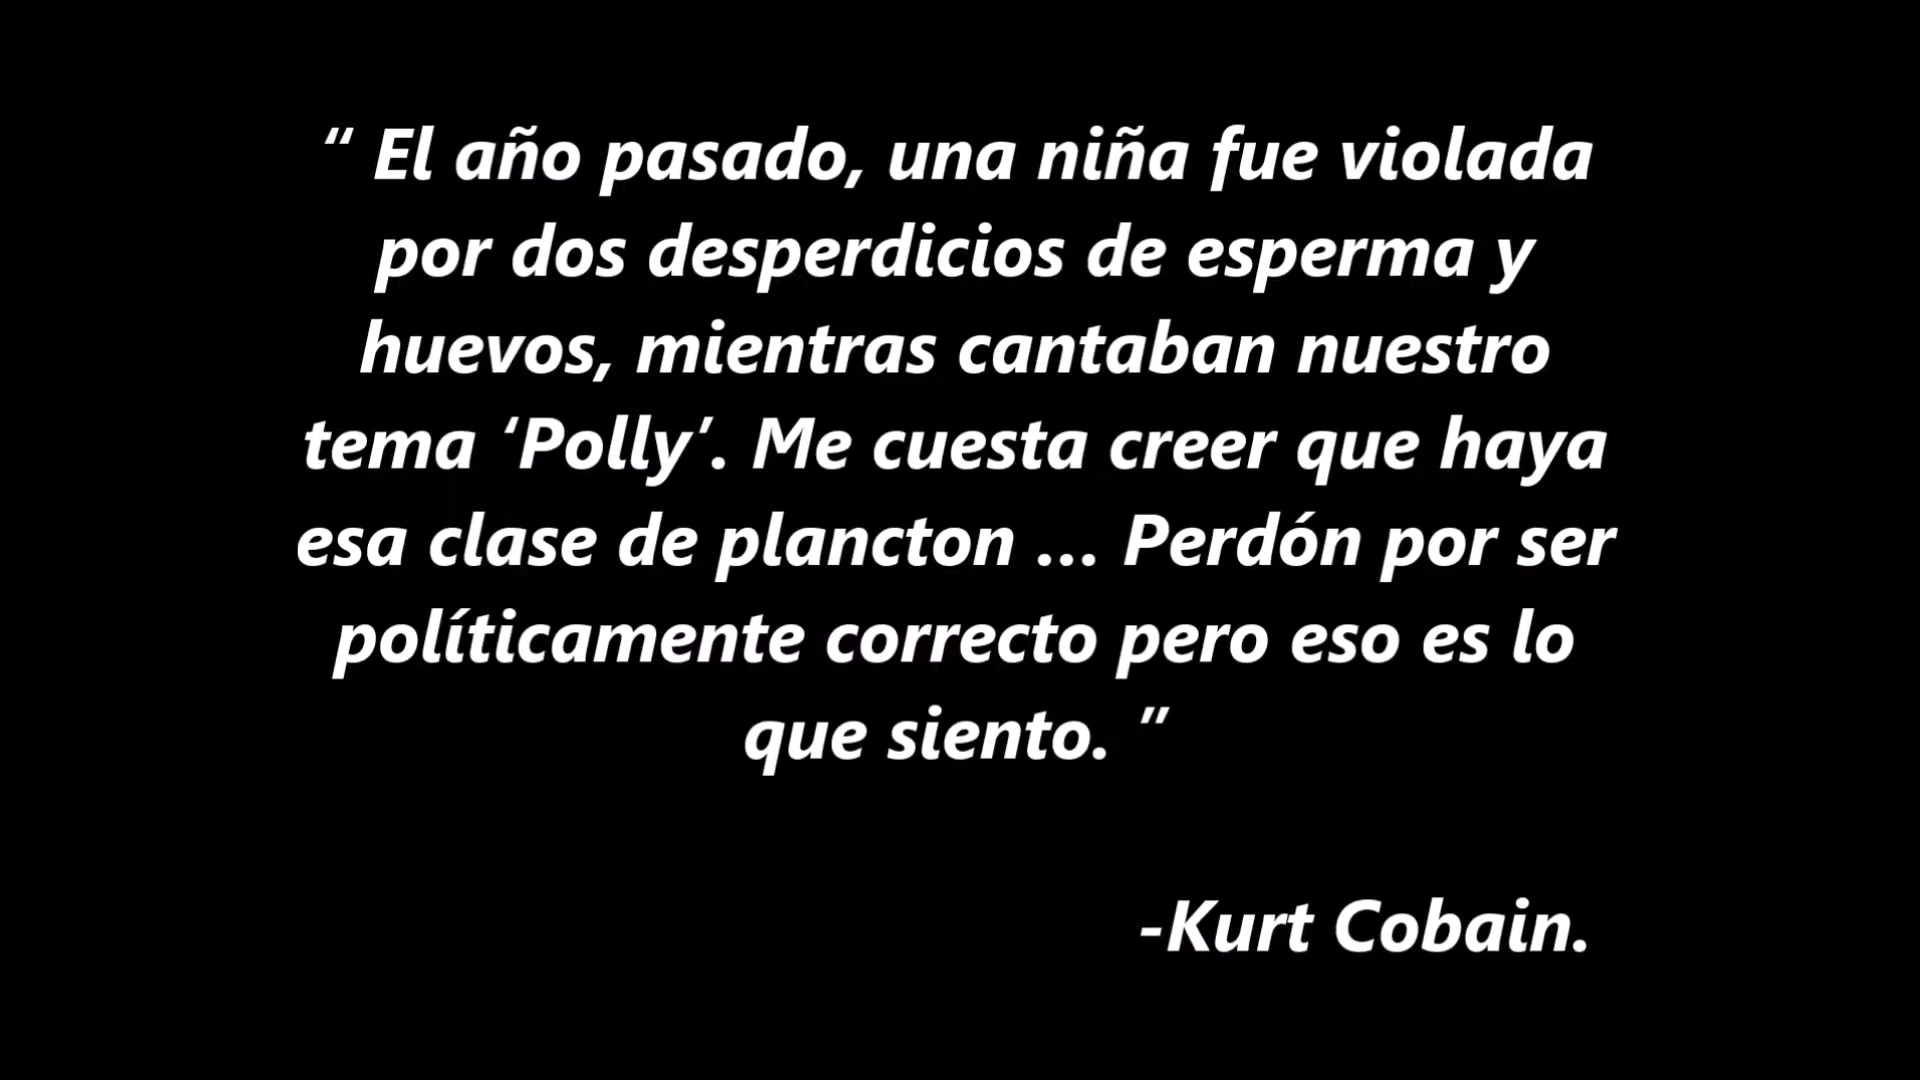 “ El año pasado, una niña fue violada
por dos desperdicios de esperma y
huevos, mientras cantaban nuestro
tema ‘Polly’. Me cuesta creer que haya
esa clase de plancton ... Perdón por ser
políticamente correcto pero eso es lo
que siento. ”
-Kurt Cobain.